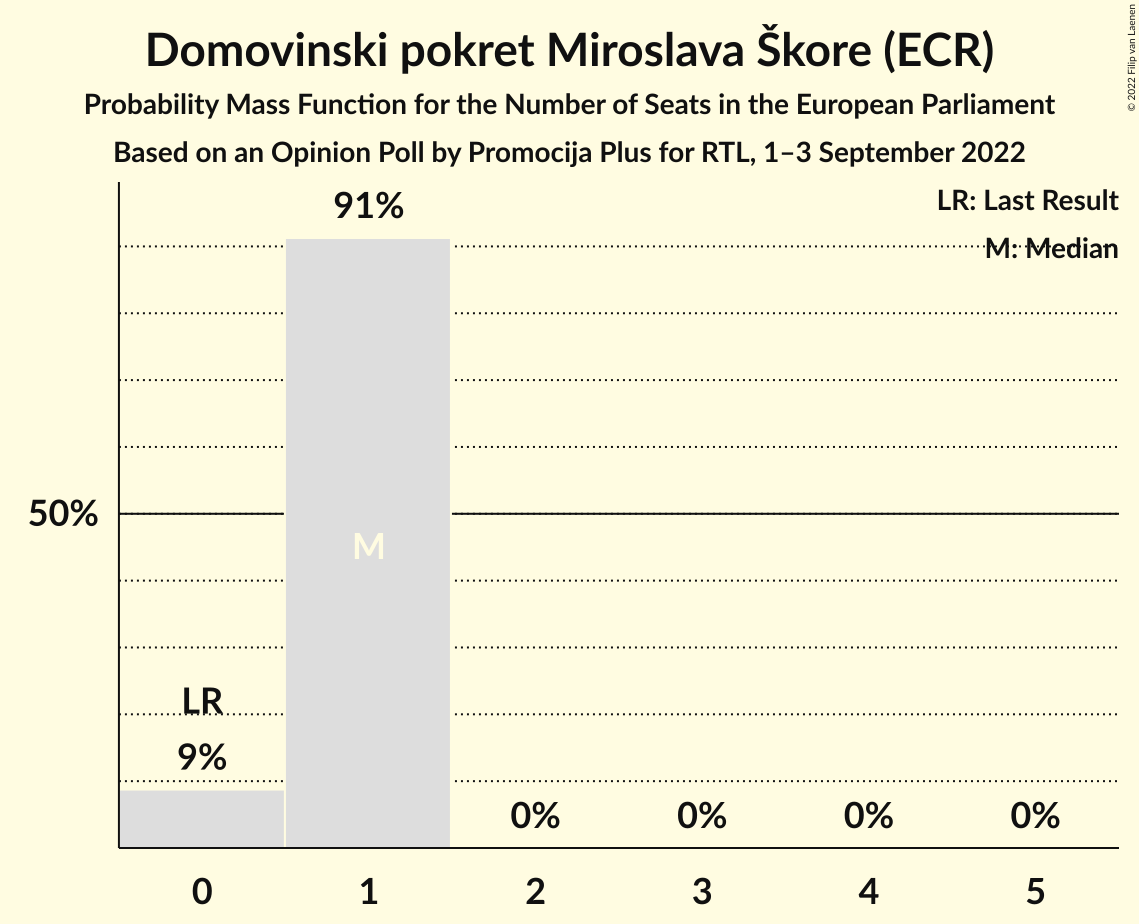 Domovinski pokret Miroslava Škore (ECR)
Probability Mass Function for the Number of Seats in the European Parliament
Based on an Opinion Poll by Promocija Plus for RTL, 1–3 September 2022
© 2022 Filip van Laenen
LR: Last Result
M: Median
91%
50%
M
LR
9%
0%
0%
0%
0%
0
1
2
3
4
5